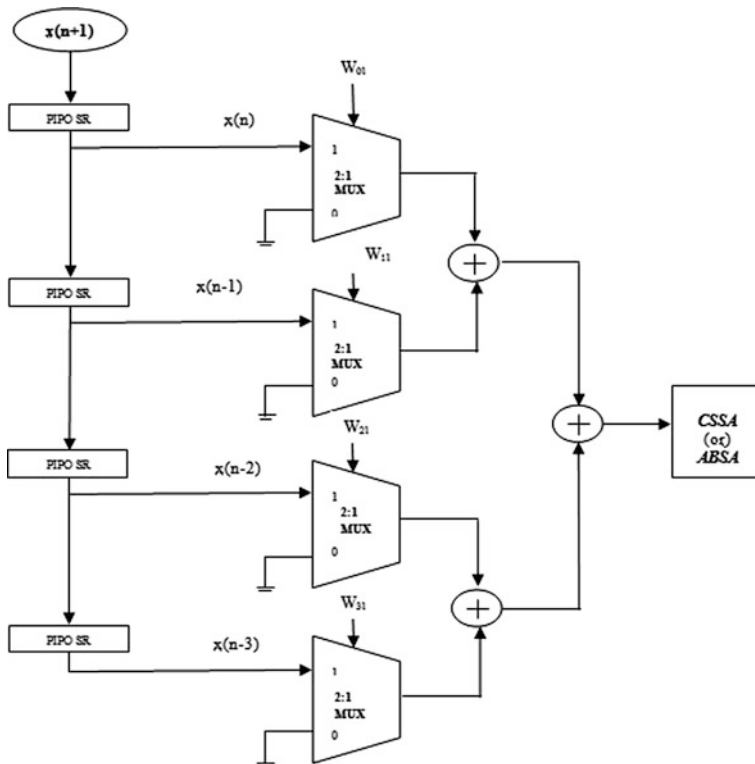 x(n+1)
PIPO SR
x(n)
W01
1
2:1
MUX
0
PIPO SR
x(n-1)
W11
1
2:1
MUX
0
+
PIPO SR
x(n-2)
W21
1
2:1
MUX
0
+
CSSA
(or)
ABSA
PIPO SR
x(n-3)
W31
1
2:1
MUX
0
+